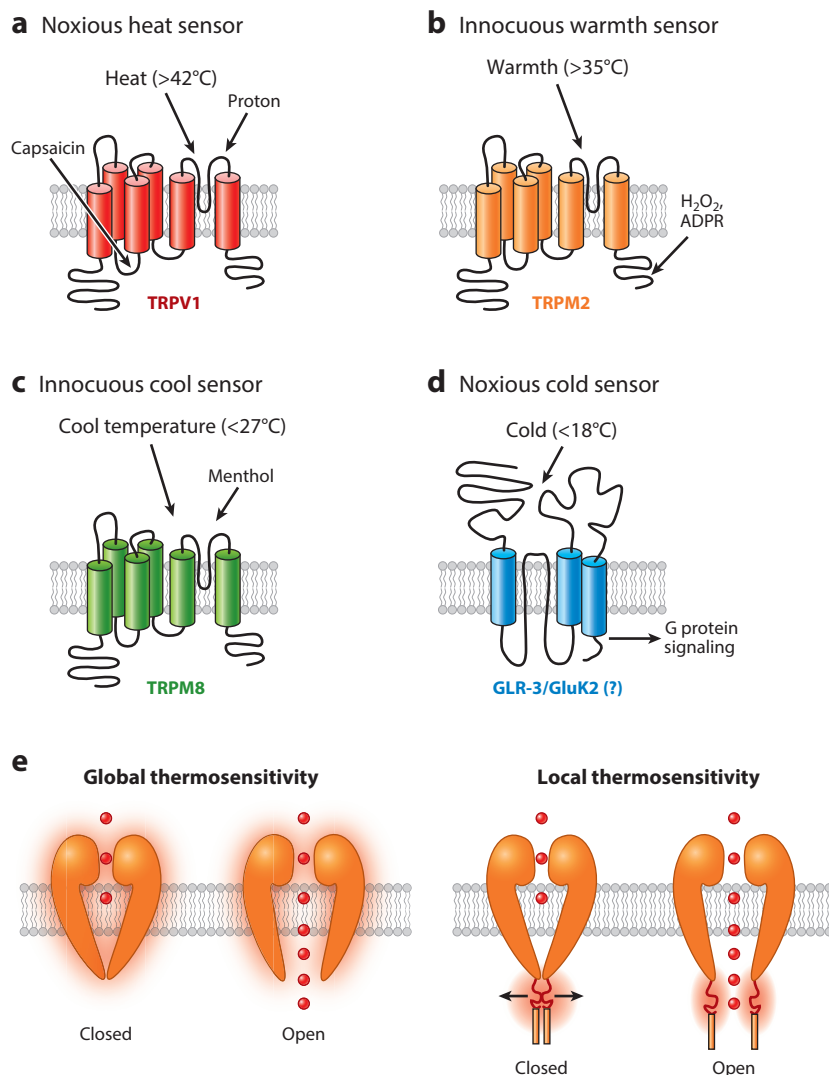 a Noxious heat sensor
Heat (>42°C)
Proton
Capsaicin
TRPV1
b Innocuous warmth sensor
Warmth (>35°C)
H₂O₂,
ADPR
TRPM2
c Innocuous cool sensor
Cool temperature (<27°C)
Menthol
TRPM8
d Noxious cold sensor
Cold (<18°C)
G protein
signaling
GLR-3/GluK2 (?)
e
Global thermosensitivity
Closed
Open
Local thermosensitivity
Closed
Open